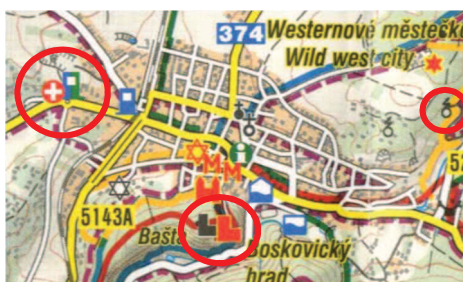 374
Westernové městečko
Wild west city
5143A
M
M
i
Bašta
Boskovický
hrad